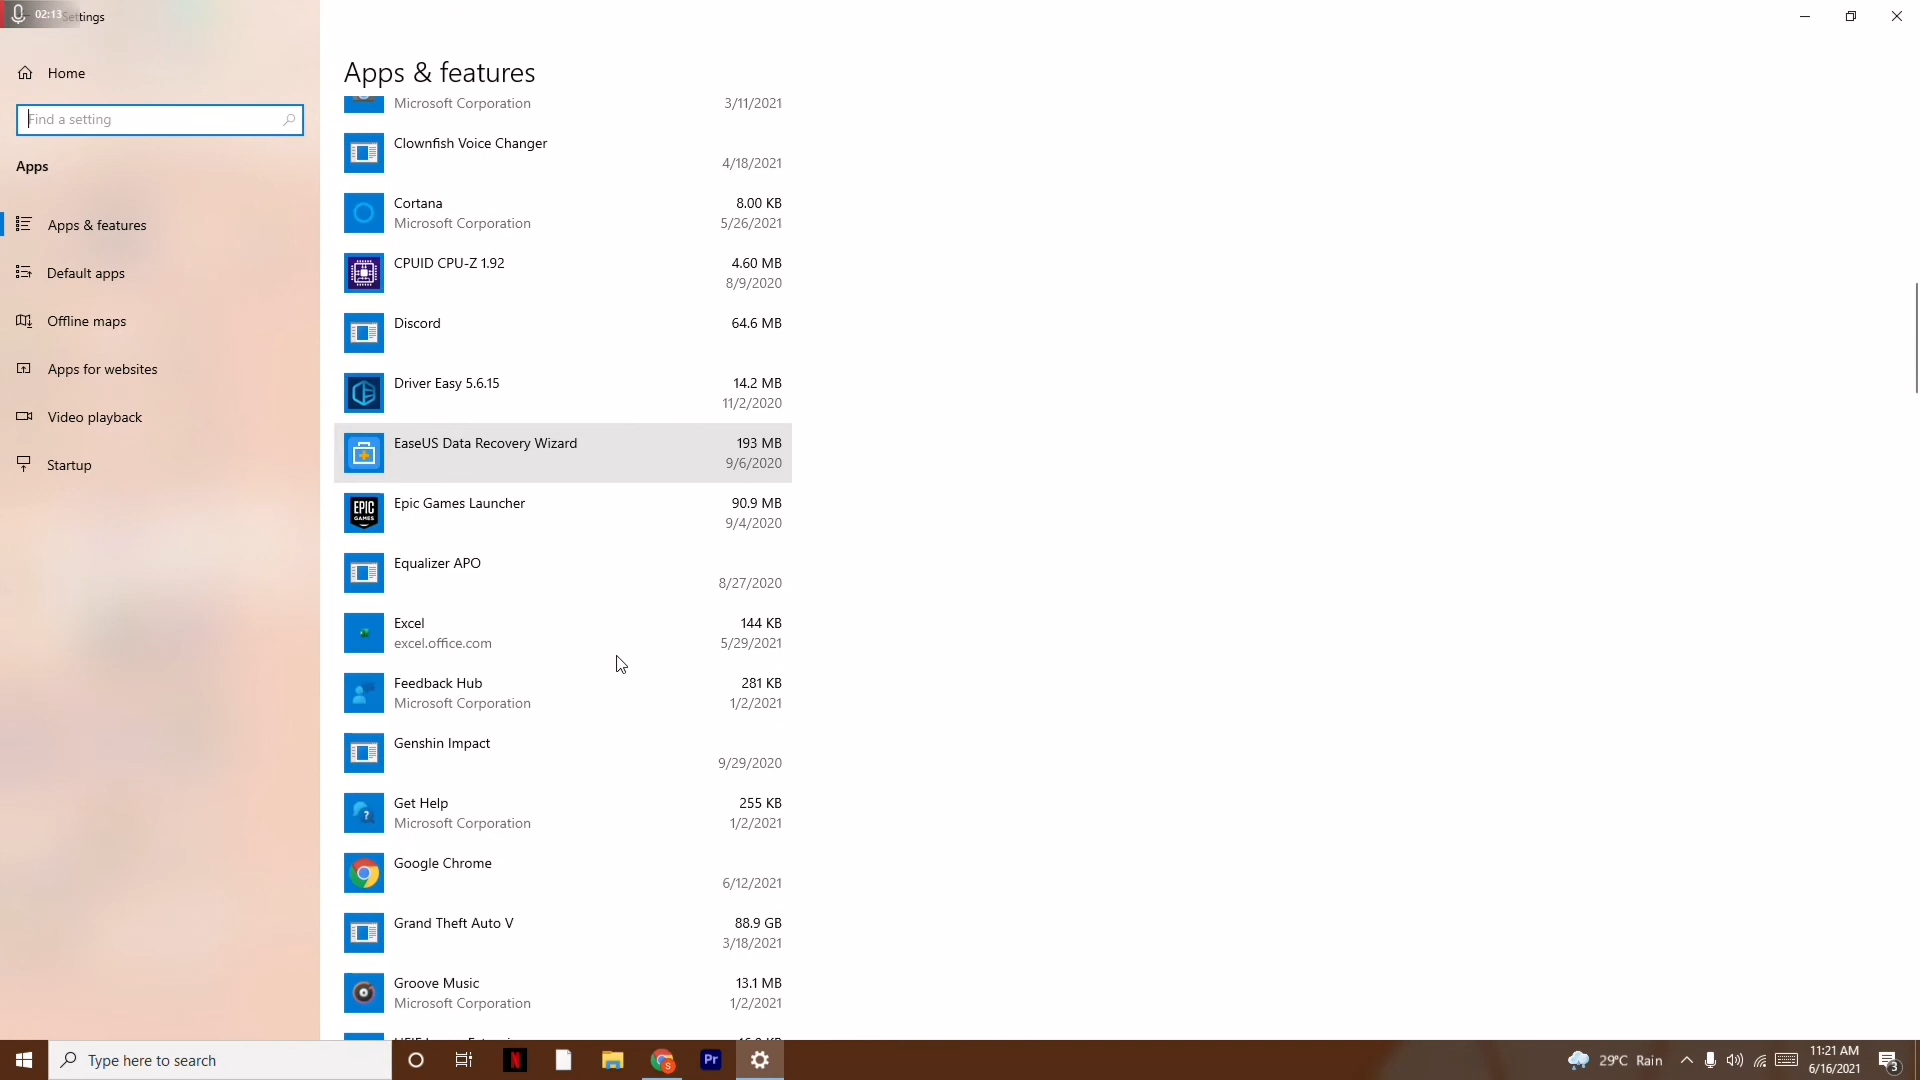 02:13 Settings
Home
Find a setting
Apps
Apps & features
Default apps
Offline maps
Apps for websites
Video playback
Startup
Apps & features
Microsoft Corporation 3/11/2021
Clownfish Voice Changer
4/18/2021
Cortana 8.00 KB
Microsoft Corporation 5/26/2021
CPUID CPU-Z 1.92 4.60 MB
8/9/2020
Discord 64.6 MB
Driver Easy 5.6.15 14.2 MB
11/2/2020
EaseUS Data Recovery Wizard 193 MB
9/6/2020
EPIC GAMES Epic Games Launcher 90.9 MB
9/4/2020
Equalizer APO
8/27/2020
Excel 144 KB
excel.office.com 5/29/2021
Feedback Hub 281 KB
Microsoft Corporation 1/2/2021
Genshin Impact
9/29/2020
Get Help 255 KB
Microsoft Corporation 1/2/2021
Google Chrome
6/12/2021
Grand Theft Auto V 88.9 GB
3/18/2021
Groove Music 13.1 MB
Microsoft Corporation 1/2/2021
Type here to search
N
S
Pr
29°C Rain
11:21 AM
6/16/2021
3